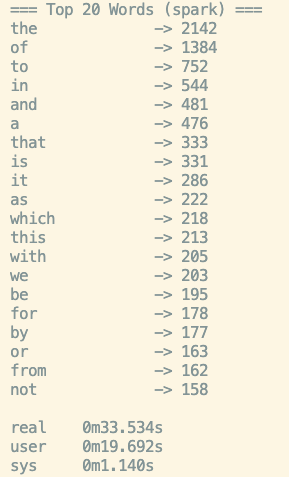 === Top 20 Words (spark) ===
the -> 2142
of -> 1384
to -> 752
in -> 544
and -> 481
a -> 476
that -> 333
is -> 331
it -> 286
as -> 222
which -> 218
this -> 213
with -> 205
we -> 203
be -> 195
for -> 178
by -> 177
or -> 163
from -> 162
not -> 158
real 0m33.534s
user 0m19.692s
sys 0m1.140s